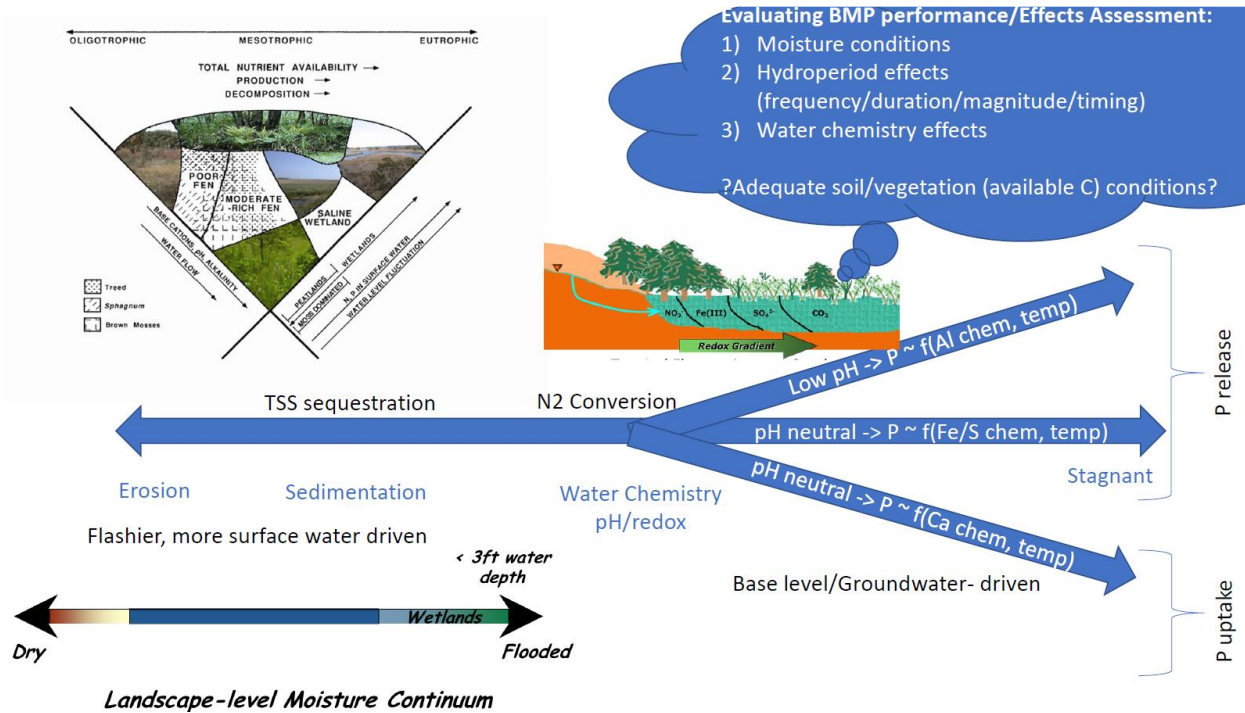 Evaluating BMP performance/Effects Assessment:
1) Moisture conditions
2) Hydroperiod effects
(frequency/duration/magnitude/timing)
3) Water chemistry effects
?Adequate soil/vegetation (available C) conditions?
OLIGOTROPHIC MESOTROPHIC EUTROPHIC
TOTAL NUTRIENT AVAILABILITY →
PRODUCTION →
DECOMPOSITION →
POOR
FEN
MODERATE
-RICH FEN
SALINE
WETLAND
BASE CATIONS, pH, ALKALINITY
WATER FLOW
PEATLANDS
WETLANDS
MOSS DOMINATED
N, P IN SURFACE WATER
WATER LEVEL FLUCTUATION
Treed
Sphagnum
Brown Mosses
NO₃⁻ Fe(III) SO₄²⁻ CO₂
Redox Gradient
Low pH -> P ~ f(Al chem, temp)
pH neutral -> P ~ f(Fe/S chem, temp)
pH neutral -> P ~ f(Ca chem, temp)
P release
P uptake
TSS sequestration
N2 Conversion
Erosion
Sedimentation
Water Chemistry
pH/redox
Stagnant
Flashier, more surface water driven
Base level/Groundwater- driven
< 3ft water
depth
Wetlands
Dry
Flooded
Landscape-level Moisture Continuum